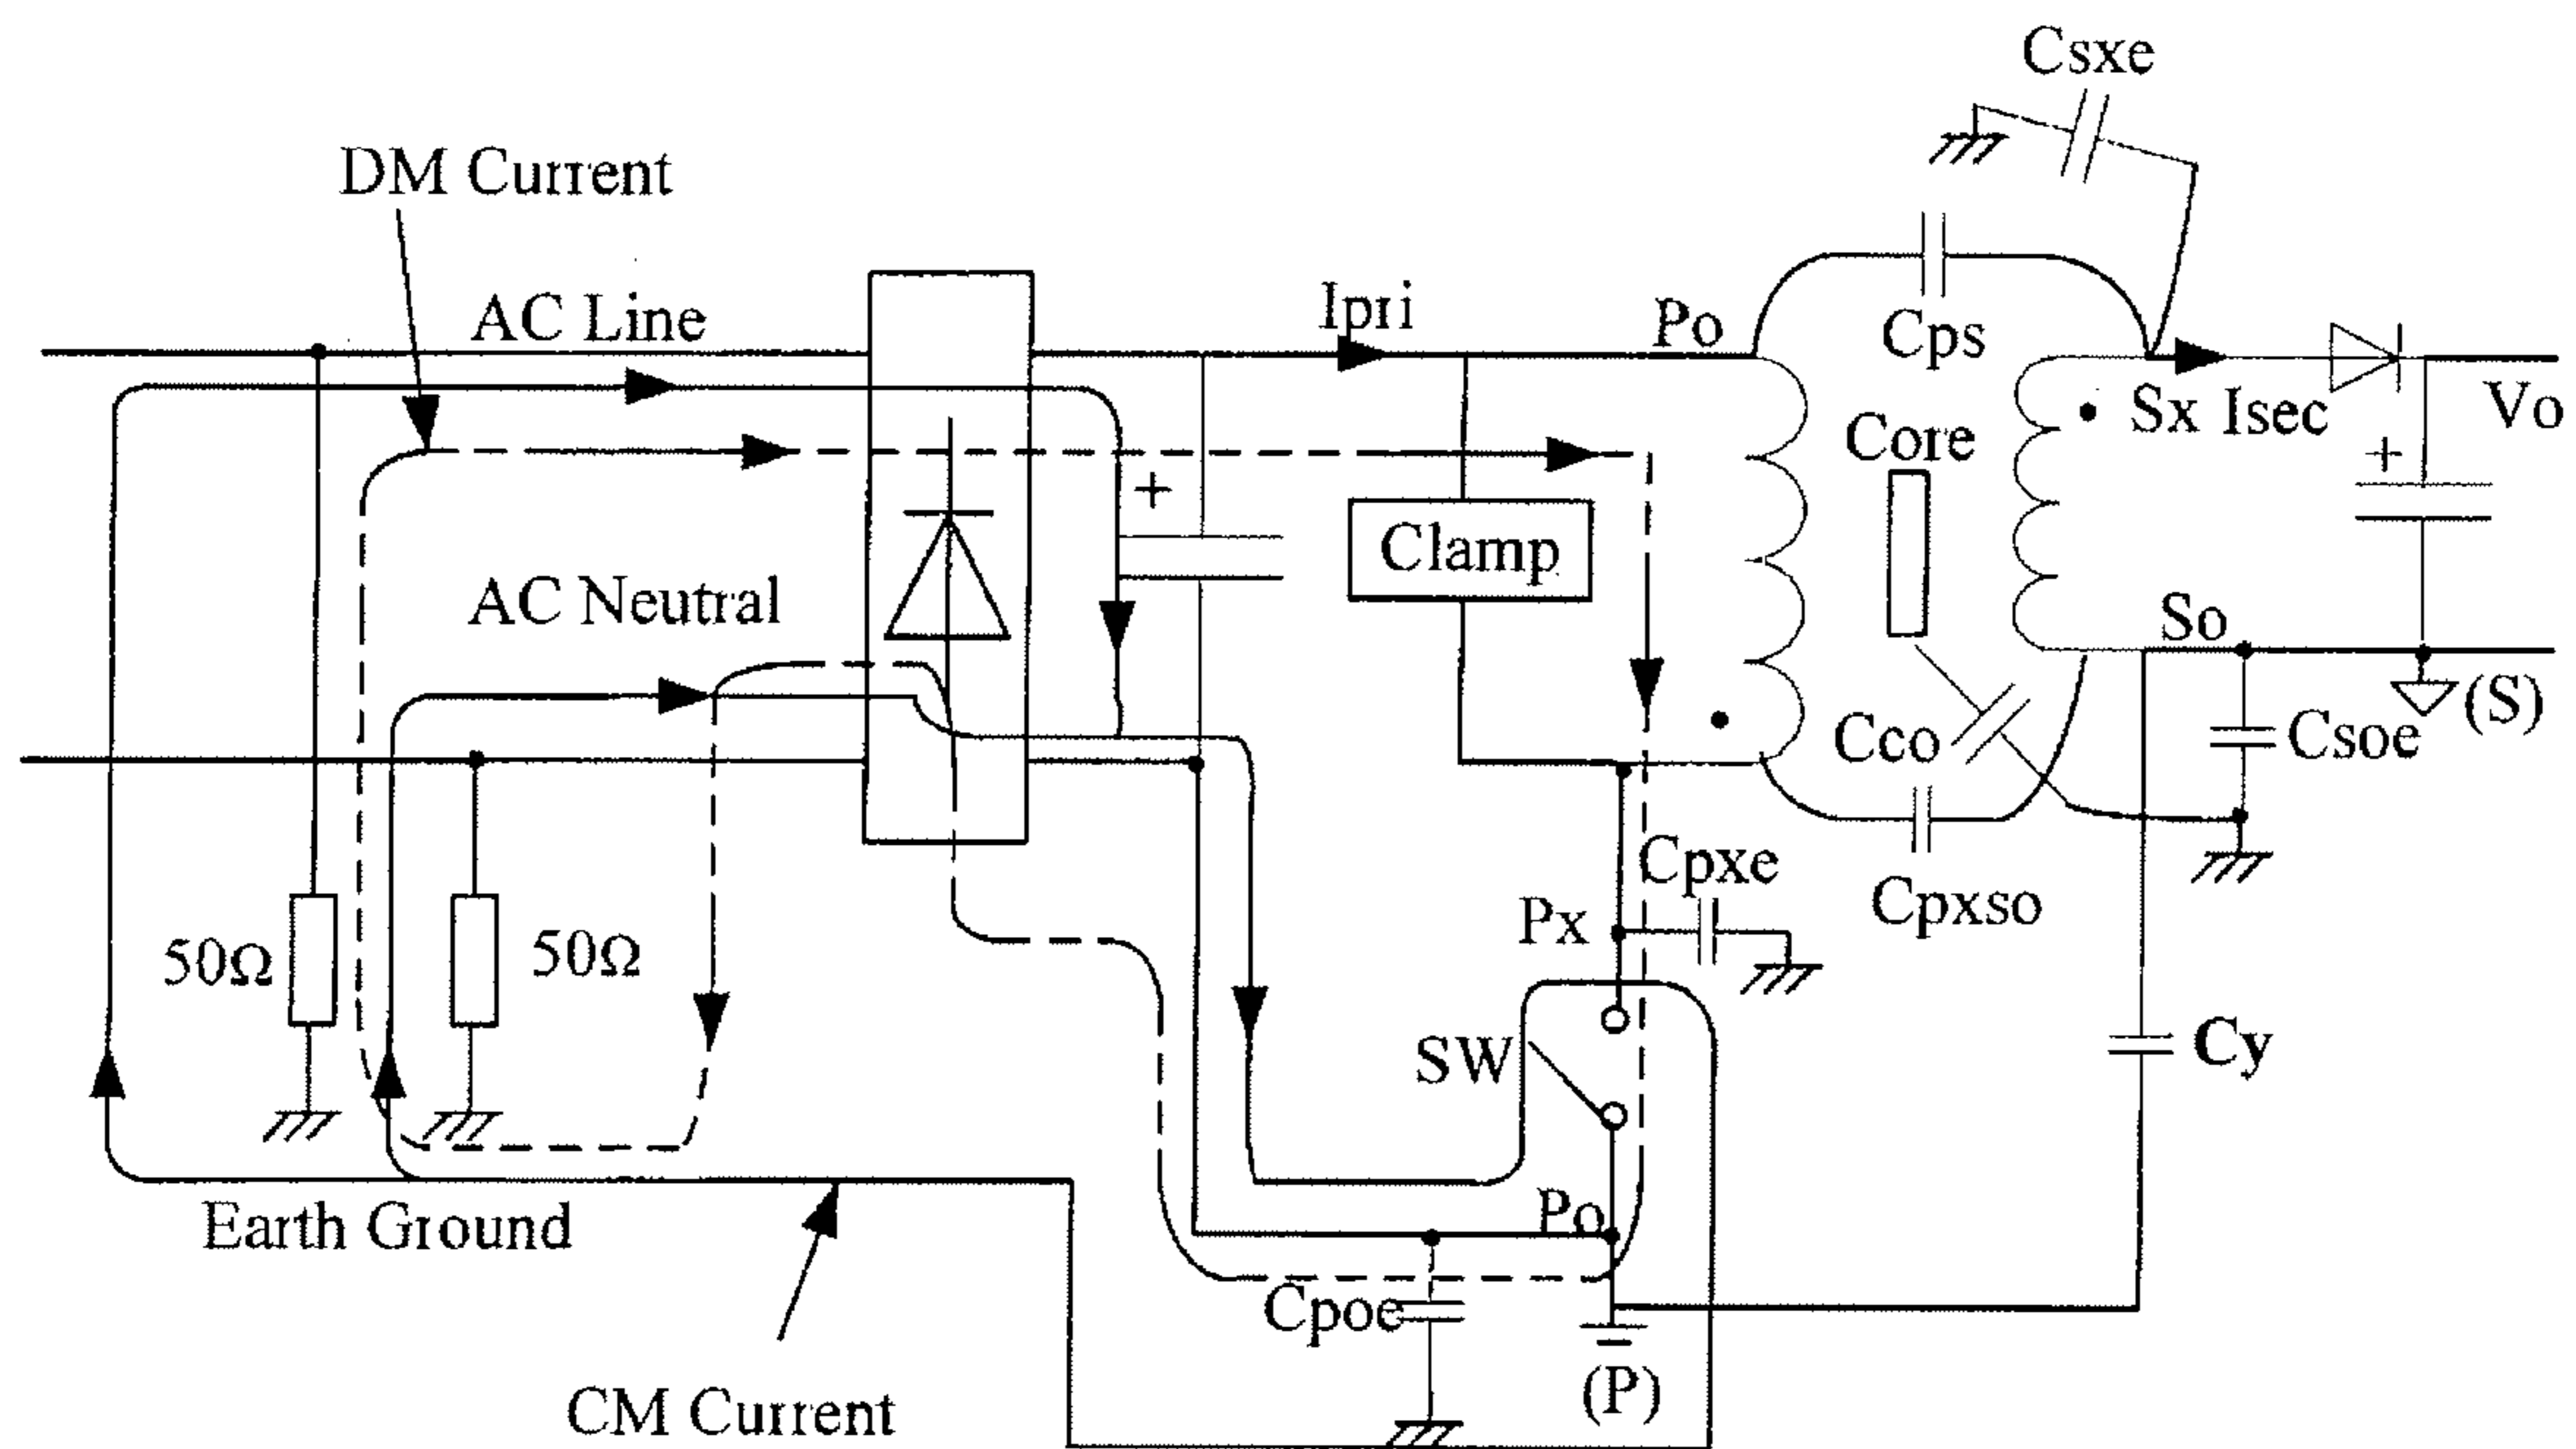 Csxe
DM Current
AC Line
Ipri
Po
Cps
Sx Isec
Vo
+
+
Core
Clamp
AC Neutral
So
(S)
Cco
Csoe
Cpxe
Cpxso
Px
50Ω
50Ω
SW
Cy
Earth Ground
Po
Cpoe
(P)
CM Current